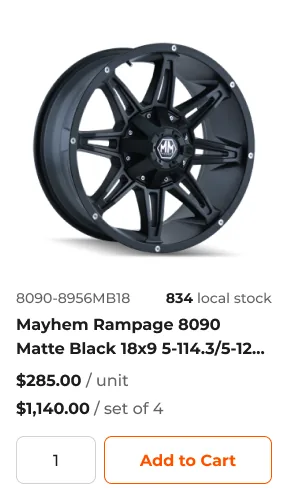 MM
8090-8956MB18 834 local stock
Mayhem Rampage 8090
Matte Black 18x9 5-114.3/5-12...
$285.00 / unit
$1,140.00 / set of 4
1 Add to Cart